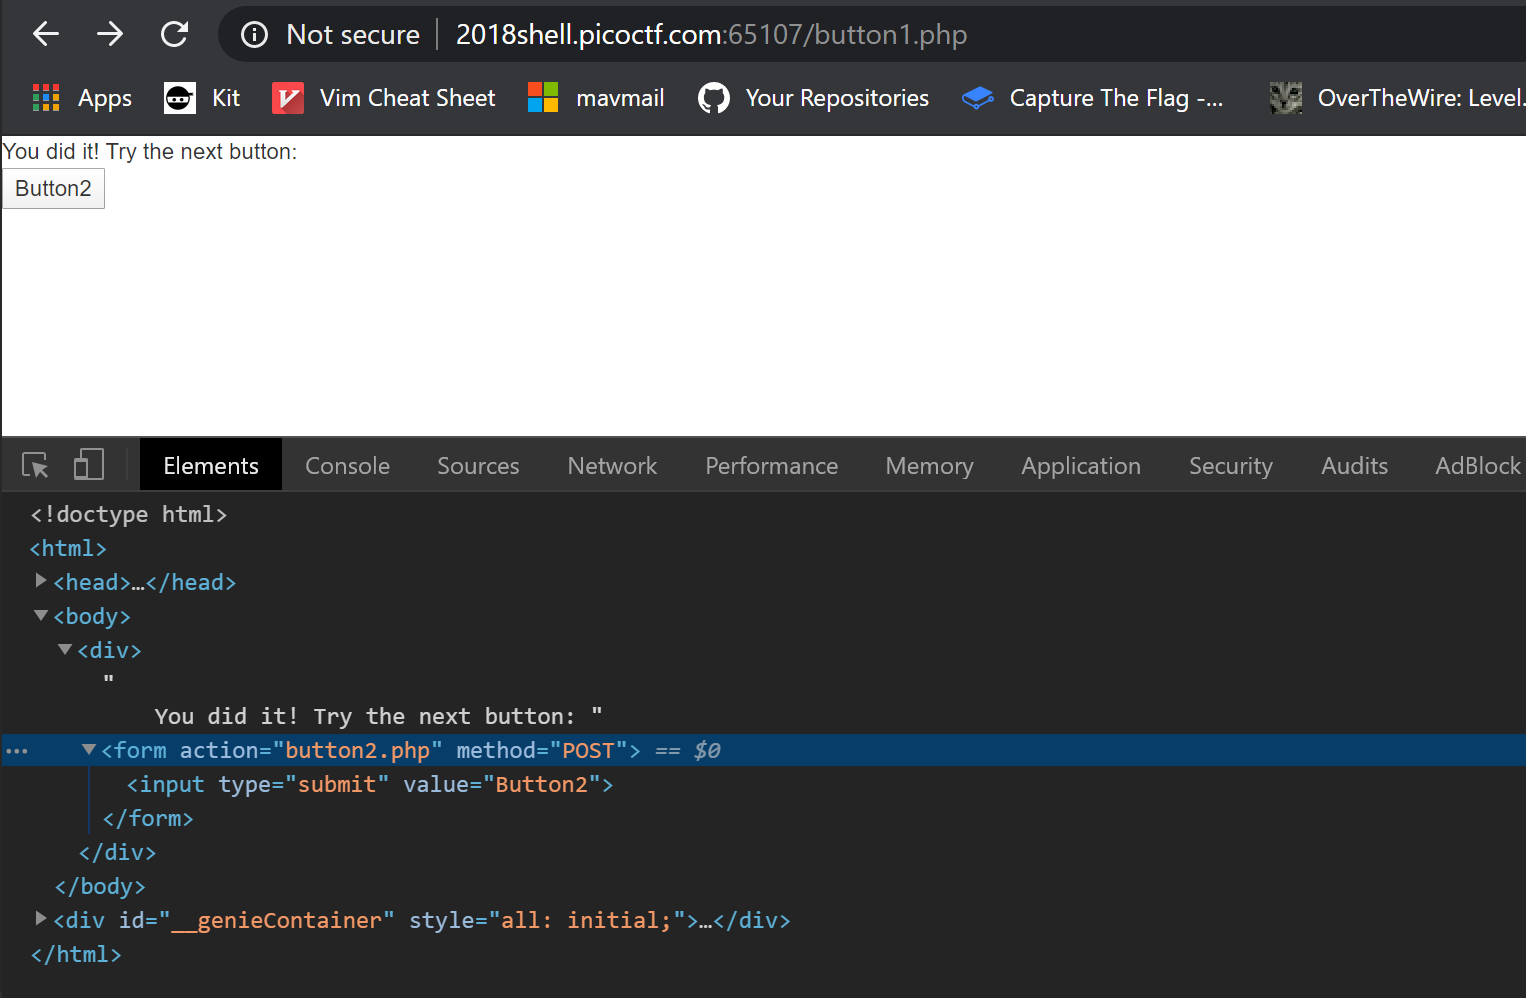 Not secure | 2018shell.picoctf.com:65107/button1.php
Apps Kit Vim Cheat Sheet mavmail Your Repositories Capture The Flag -... OverTheWire: Level.
You did it! Try the next button:
Button2
Elements Console Sources Network Performance Memory Application Security Audits AdBlock
<!doctype html>
<html>
<head>…</head>
<body>
<div>
"
You did it! Try the next button: "
… <form action="button2.php" method="POST"> == $0
<input type="submit" value="Button2">
</form>
</div>
</body>
<div id="__genieContainer" style="all: initial;">…</div>
</html>